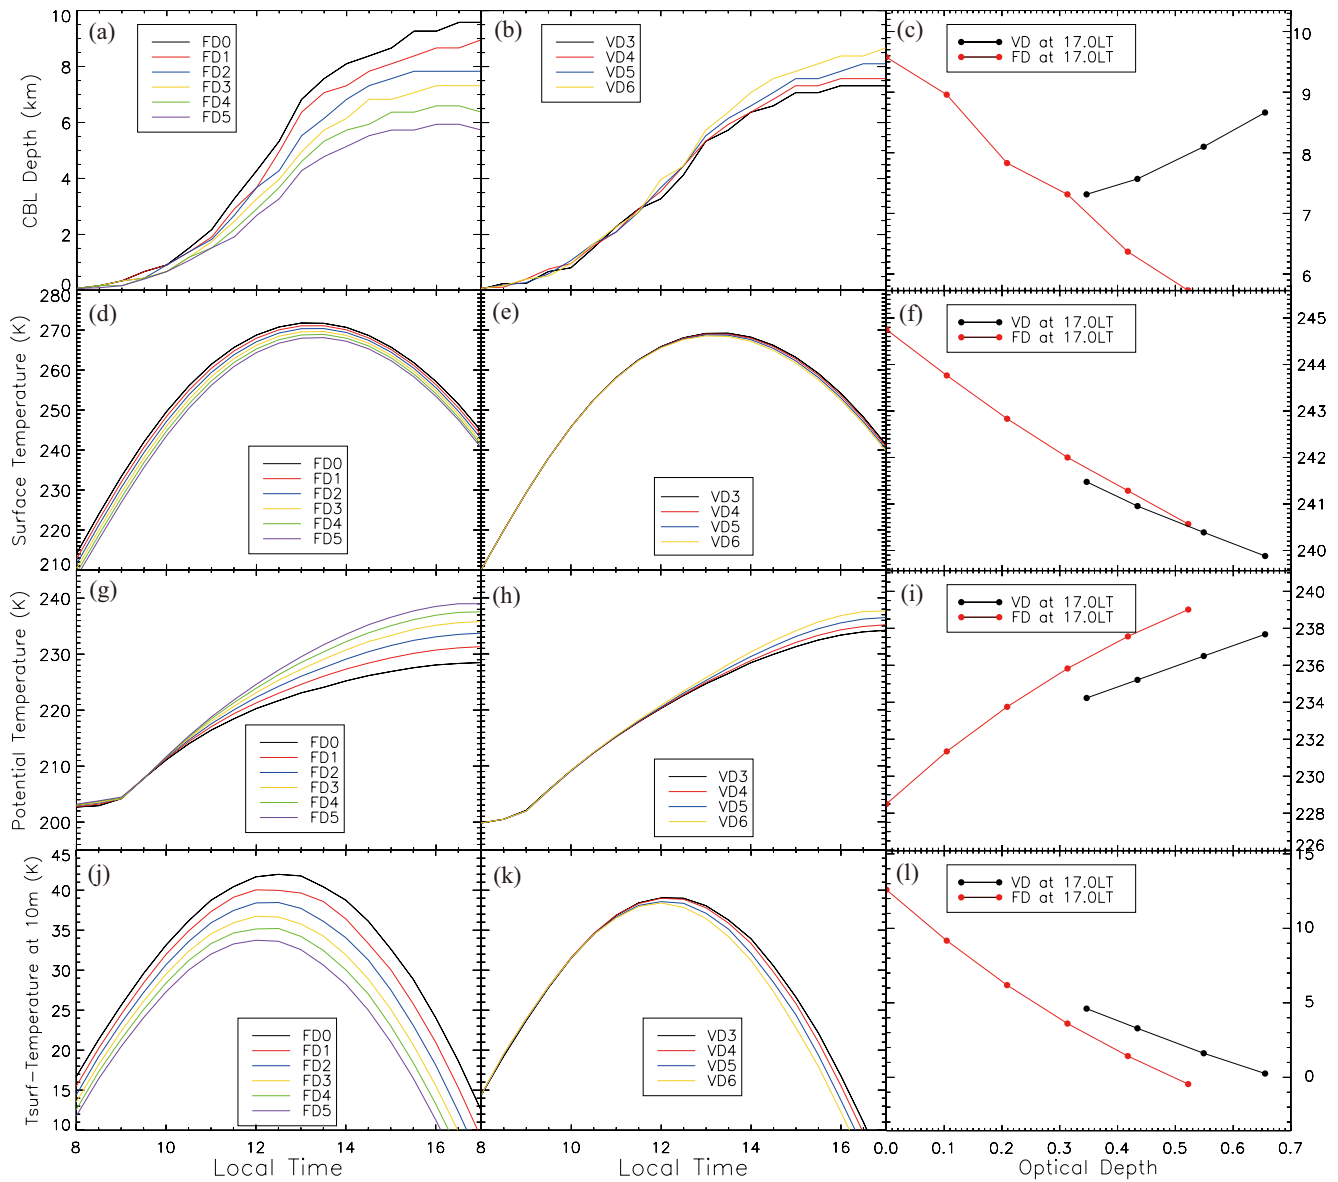 (a)
FD0
FD1
FD2
FD3
FD4
FD5
CBL Depth (km)
10
8
6
4
2
0
(b)
VD3
VD4
VD5
VD6
(c)
VD at 17.0LT
FD at 17.0LT
10
9
8
7
6
(d)
FD0
FD1
FD2
FD3
FD4
FD5
Surface Temperature (K)
280
270
260
250
240
230
220
210
(e)
VD3
VD4
VD5
VD6
(f)
VD at 17.0LT
FD at 17.0LT
245
244
243
242
241
240
(g)
FD0
FD1
FD2
FD3
FD4
FD5
Potential Temperature (K)
240
230
220
210
200
(h)
VD3
VD4
VD5
VD6
(i)
VD at 17.0LT
FD at 17.0LT
240
238
236
234
232
230
228
226
(j)
FD0
FD1
FD2
FD3
FD4
FD5
Tsurf-Temperature at 10m (K)
45
40
35
30
25
20
15
10
8 10 12 14 16 18
Local Time
(k)
VD3
VD4
VD5
VD6
10 12 14 16
Local Time
(l)
VD at 17.0LT
FD at 17.0LT
15
10
5
0
0.0 0.1 0.2 0.3 0.4 0.5 0.6 0.7
Optical Depth